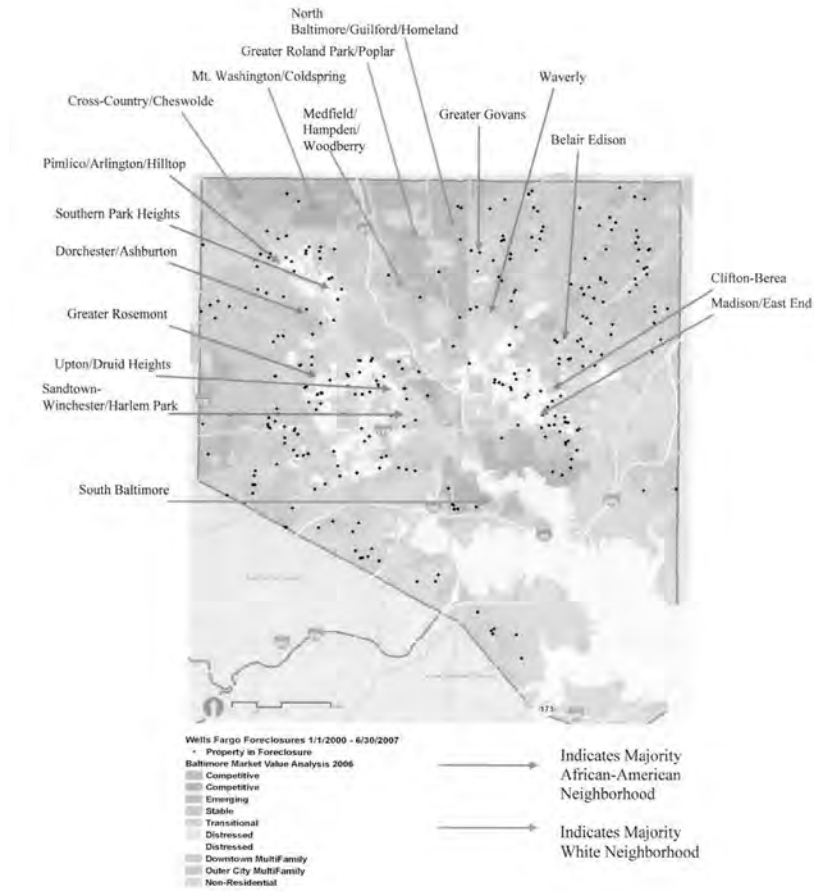 North
Baltimore/Guilford/Homeland
Greater Roland Park/Poplar
Mt. Washington/Coldspring
Waverly
Cross-Country/Cheswolde
Medfield/
Hampden/
Woodberry
Greater Govans
Belair Edison
Pimlico/Arlington/Hilltop
Southern Park Heights
Dorchester/Ashburton
Clifton-Berea
Madison/East End
Greater Rosemont
Upton/Druid Heights
Sandtown-
Winchester/Harlem Park
South Baltimore
171
Wells Fargo Foreclosures 1/1/2000 - 6/30/2007
Property in Foreclosure
Baltimore Market Value Analysis 2006
Competitive
Competitive
Emerging
Stable
Transitional
Distressed
Distressed
Downtown MultiFamily
Outer City MultiFamily
Non-Residential
Indicates Majority
African-American
Neighborhood
Indicates Majority
White Neighborhood